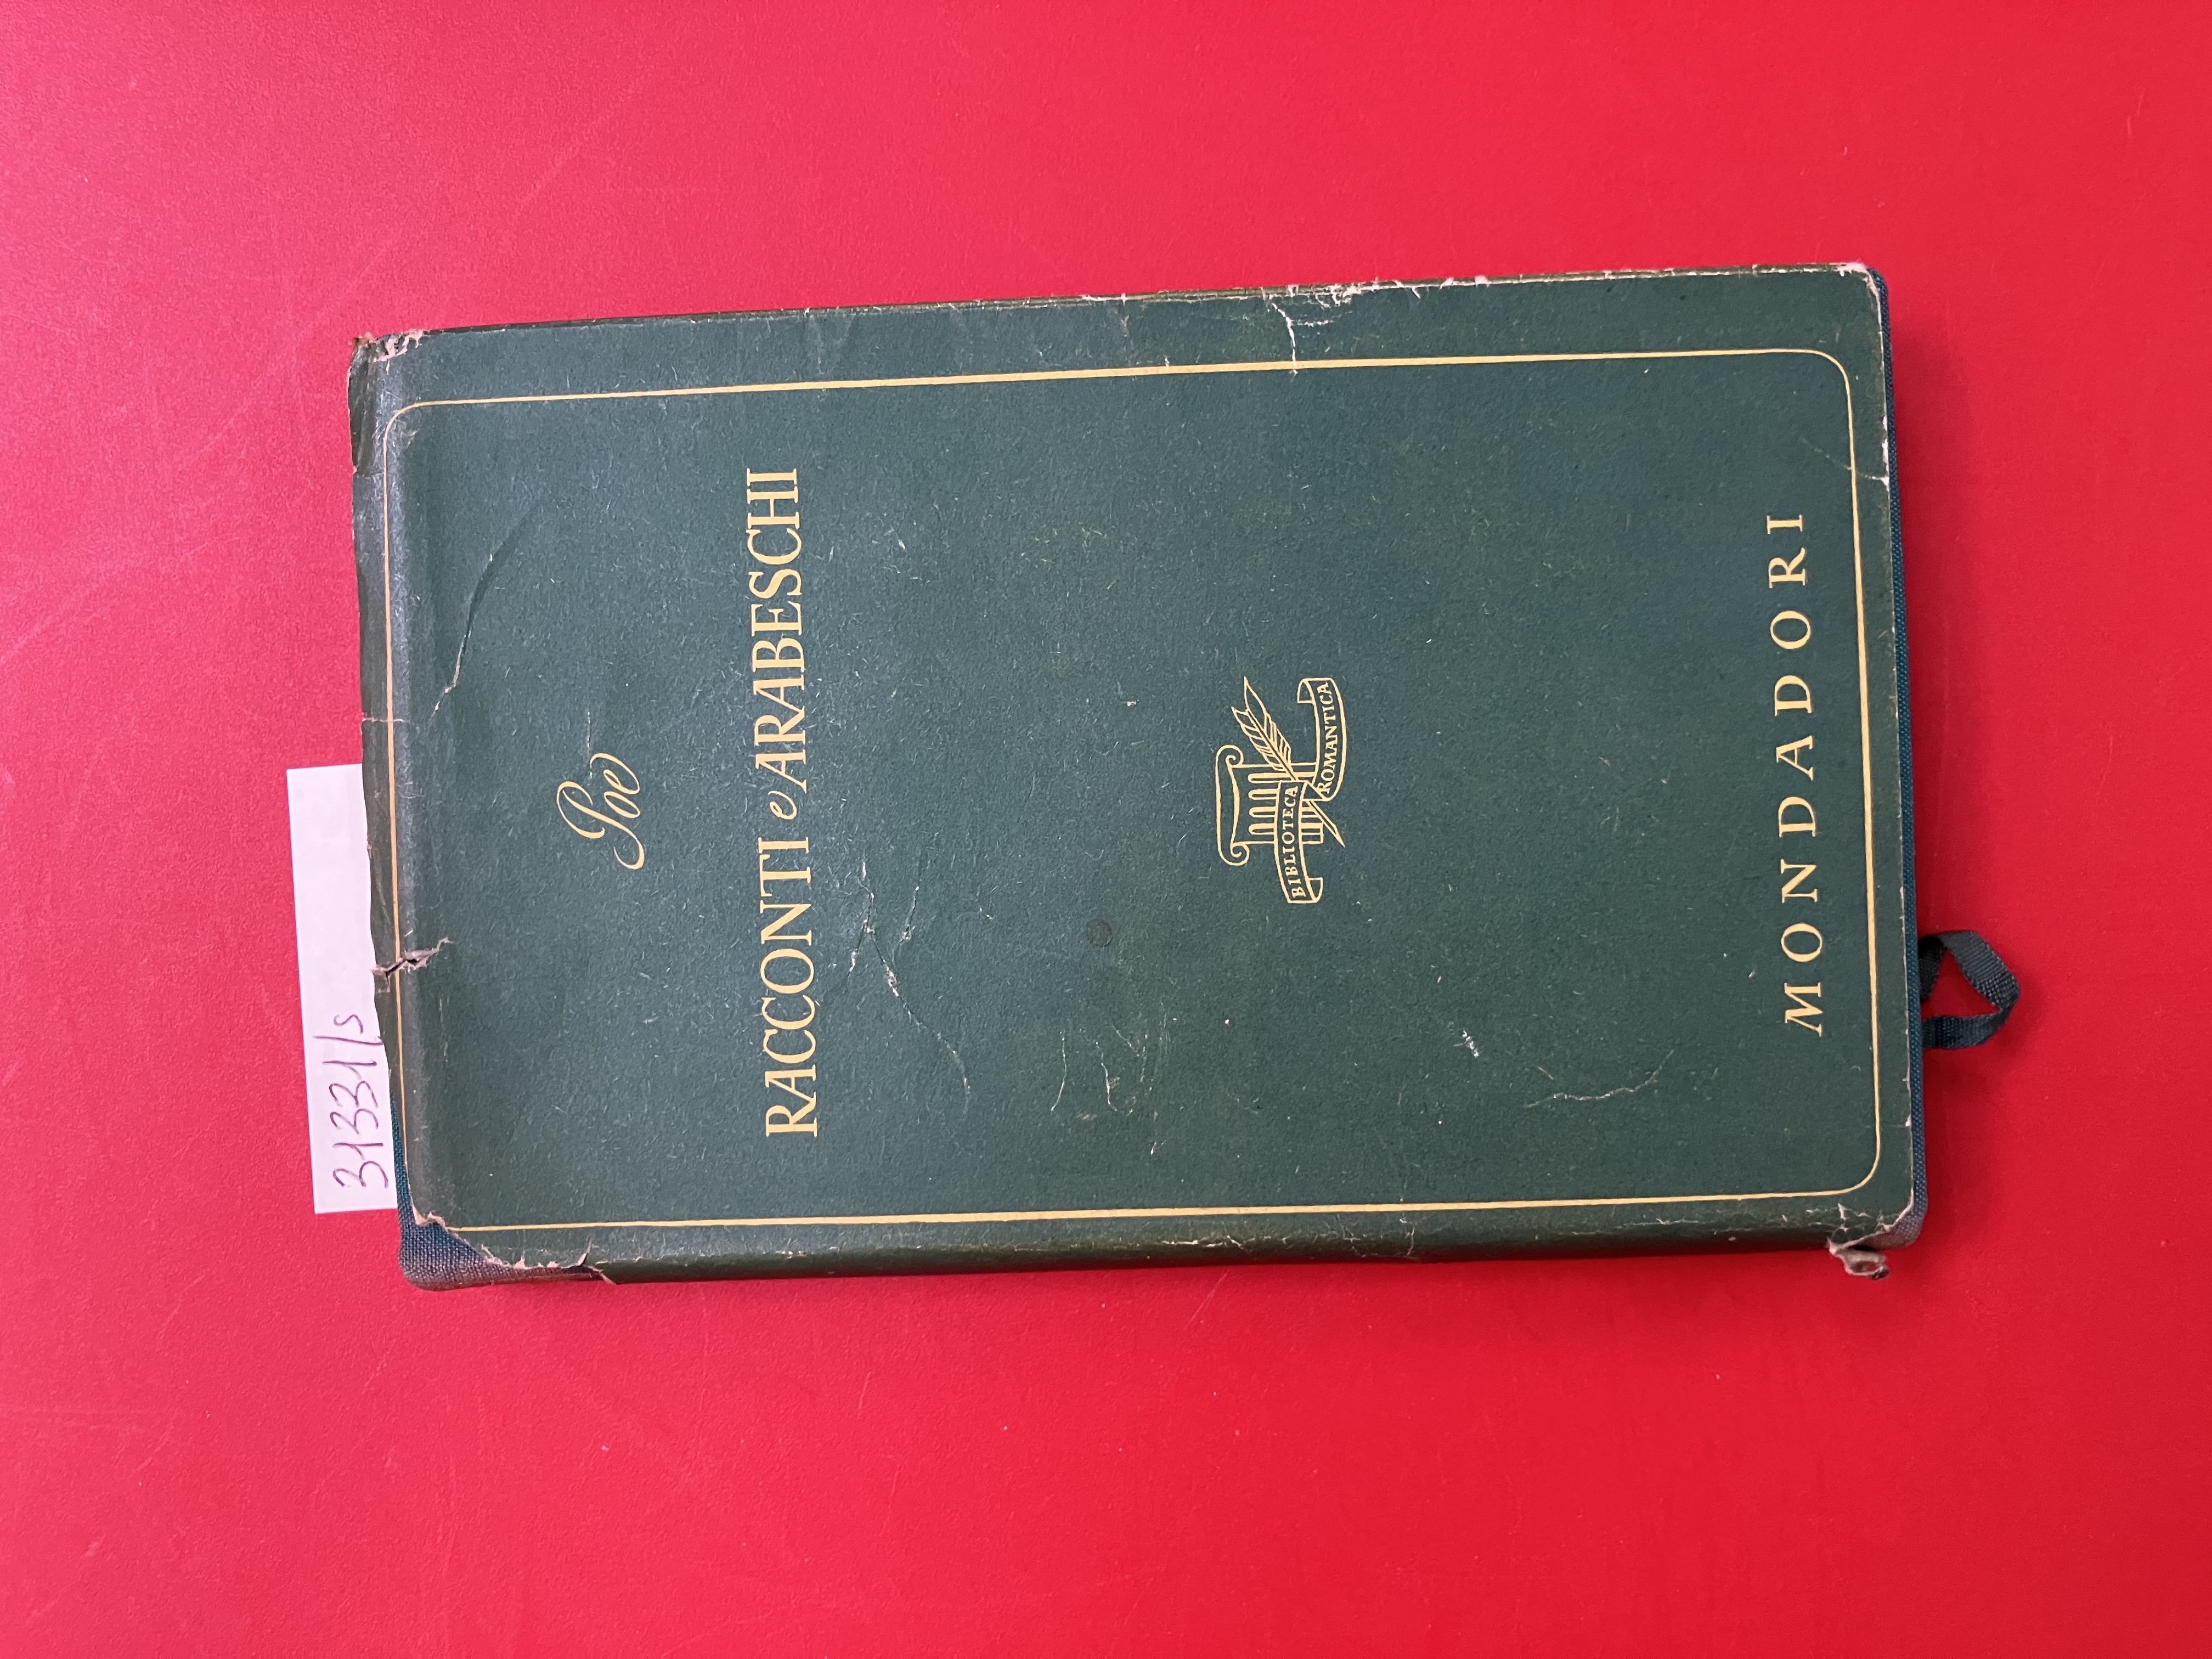 31331/s
Poe
RACCONTI e ARABESCHI
BIBLIOTECA
ROMANTICA
MONDADORI